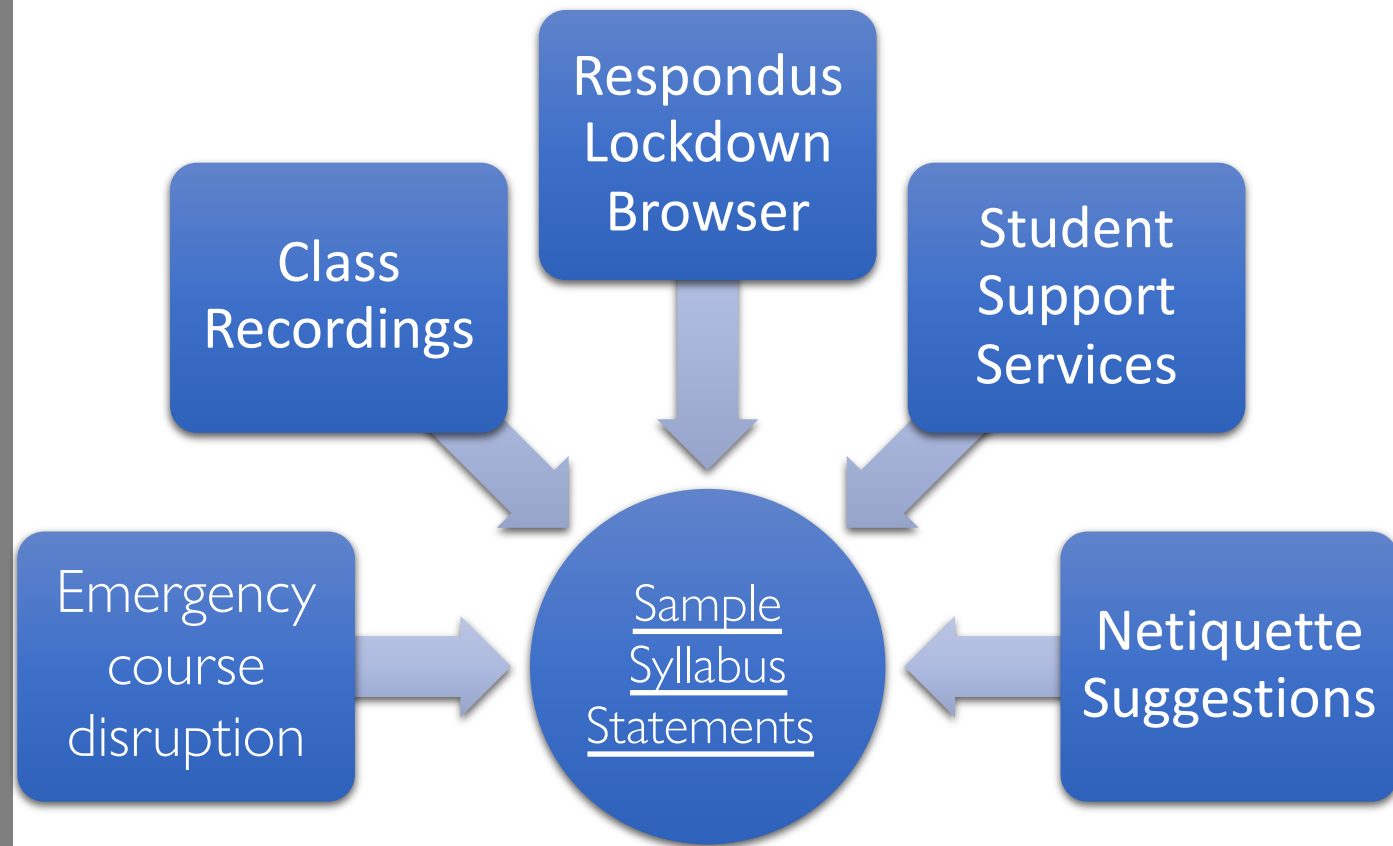 Respondus
Lockdown
Browser
Class
Recordings
Student
Support
Services
Emergency
course
disruption
Sample
Syllabus
Statements
Netiquette
Suggestions